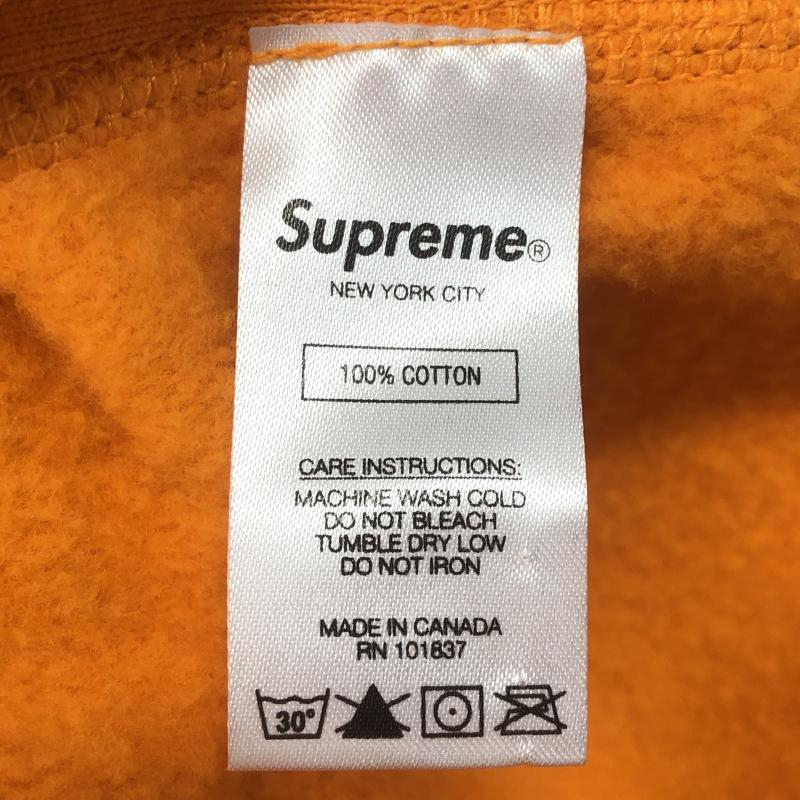 Supreme®
NEW YORK CITY
100% COTTON
CARE INSTRUCTIONS:
MACHINE WASH COLD
DO NOT BLEACH
TUMBLE DRY LOW
DO NOT IRON
MADE IN CANADA
RN 101837
30°